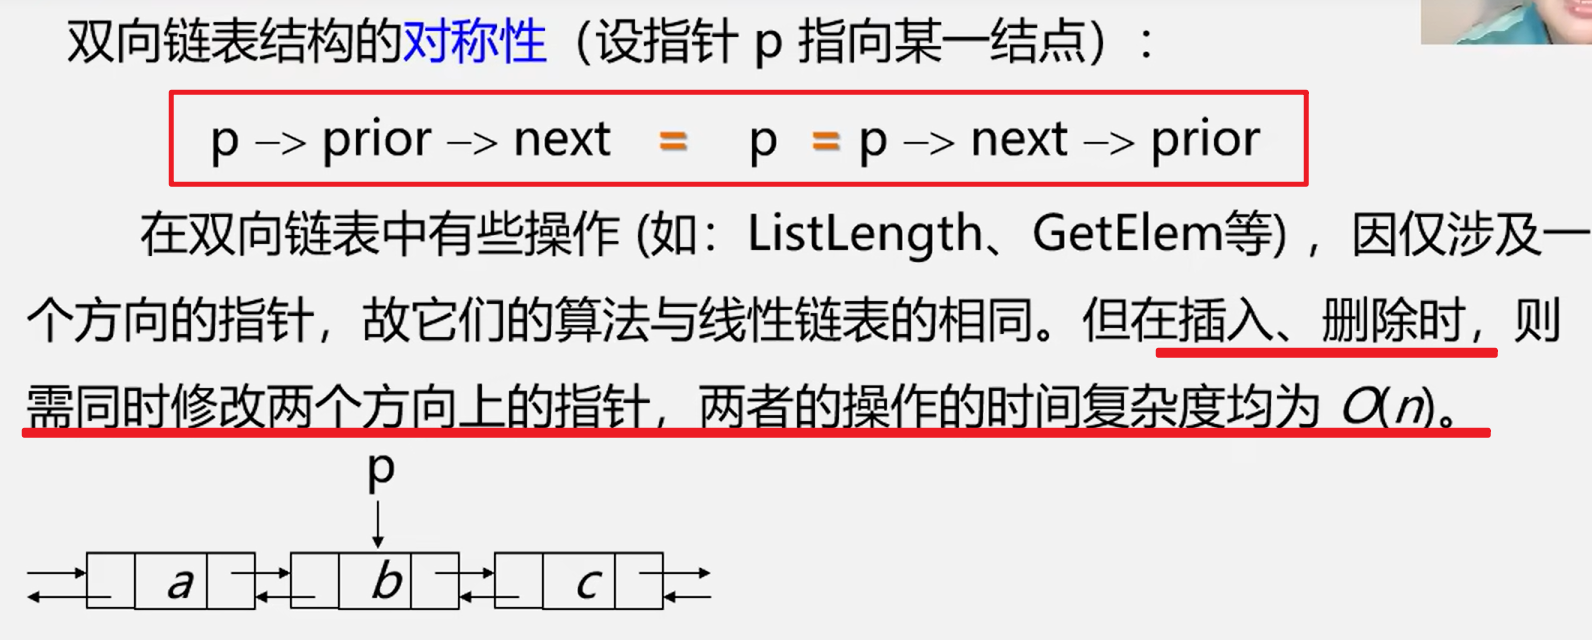 双向链表结构的对称性（设指针 p 指向某一结点）：
p –> prior –> next = p = p –> next –> prior
在双向链表中有些操作 (如：ListLength、GetElem等) ，因仅涉及一
个方向的指针，故它们的算法与线性链表的相同。但在插入、删除时，则
需同时修改两个方向上的指针，两者的操作的时间复杂度均为 O(n)。
p
a b c